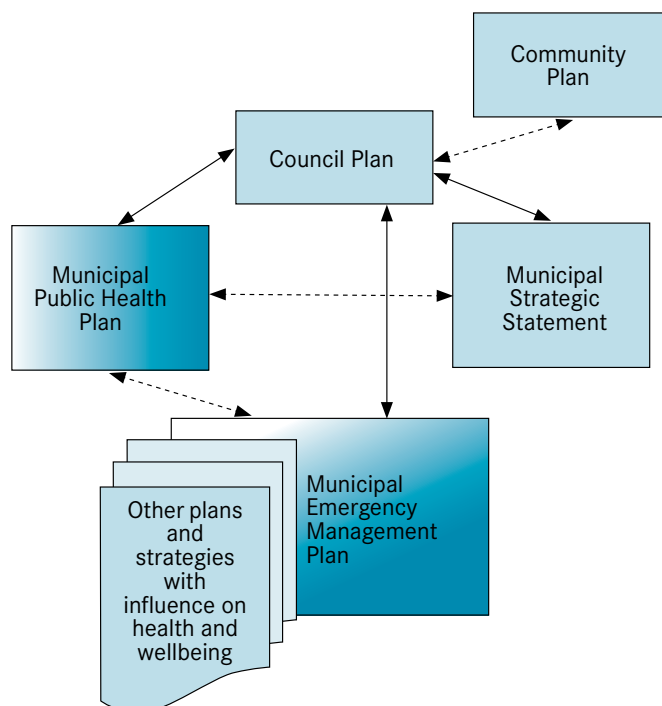 Community
Plan
Council Plan
Municipal
Public Health
Plan
Municipal
Strategic
Statement
Municipal
Emergency
Management
Plan
Other plans
and
strategies
with
influence on
health and
wellbeing